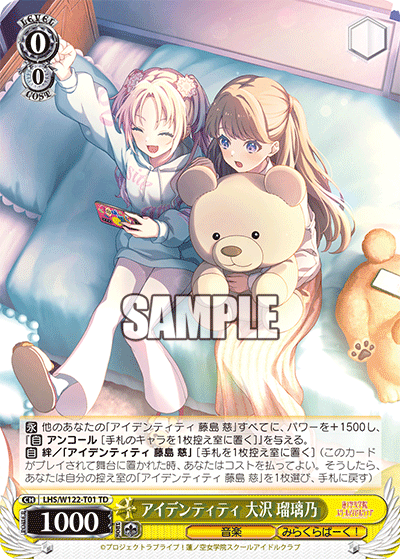 LEVEL
0
0
COST
SAMPLE
永 他のあなたの「アイデンティティ 藤島 慈」すべてに、パワーを+1500し、
『自 アンコール [手札のキャラを1枚控え室に置く]』を与える。
自 絆／「アイデンティティ 藤島 慈」 [手札を1枚控え室に置く] (このカード
がプレイされて舞台に置かれた時、あなたはコストを払ってよい。そうしたら、
あなたは自分の控え室の「アイデンティティ 藤島 慈」を1枚選び、手札に戻す)
CH LHS/W122-T01 TD
アイデンティティ 大沢 瑠璃乃
POWER
1000
音楽
みらくらぱーく！
©プロジェクトラブライブ！蓮ノ空女学院スクールアイドルクラブ